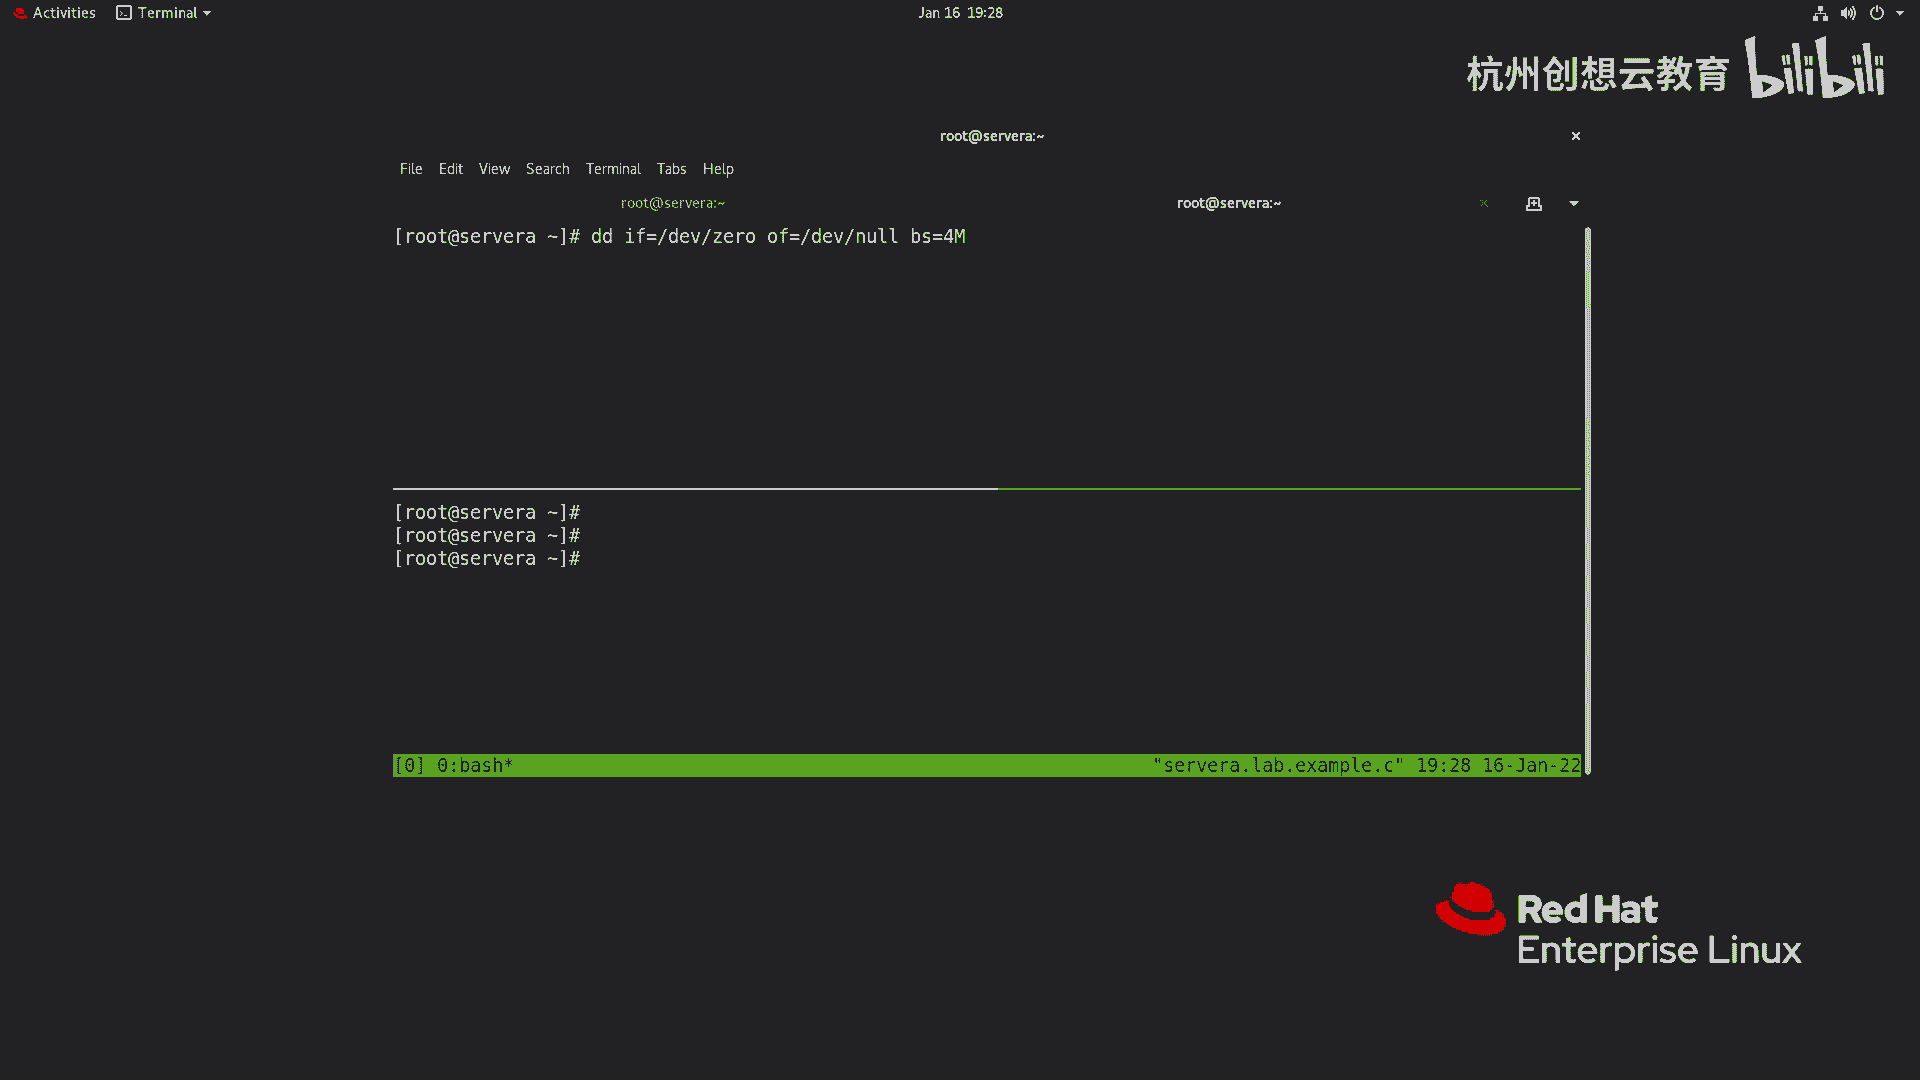 Activities Terminal Jan 16 19:28
杭州创想云教育 bilibili
root@servera:~
File Edit View Search Terminal Tabs Help
root@servera:~ root@servera:~
[root@servera ~]# dd if=/dev/zero of=/dev/null bs=4M
[root@servera ~]#
[root@servera ~]#
[root@servera ~]#
[0] 0:bash* "servera.lab.example.c" 19:28 16-Jan-22
Red Hat
Enterprise Linux